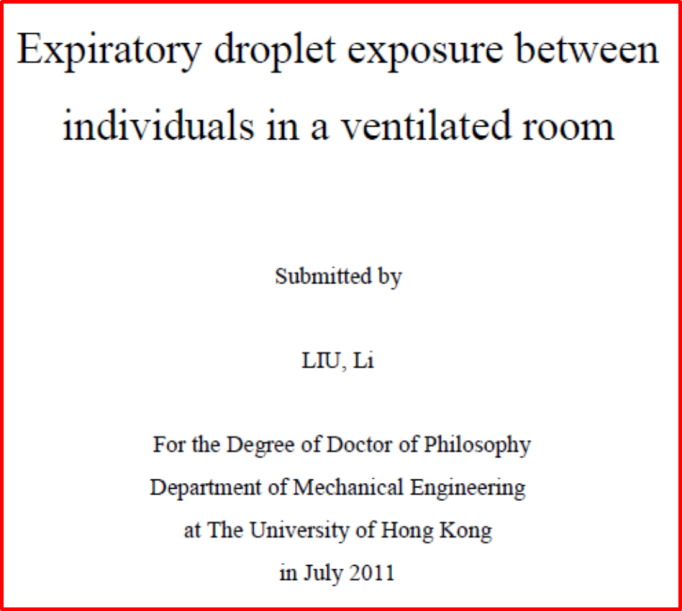 Expiratory droplet exposure between
individuals in a ventilated room
Submitted by
LIU, Li
For the Degree of Doctor of Philosophy
Department of Mechanical Engineering
at The University of Hong Kong
in July 2011